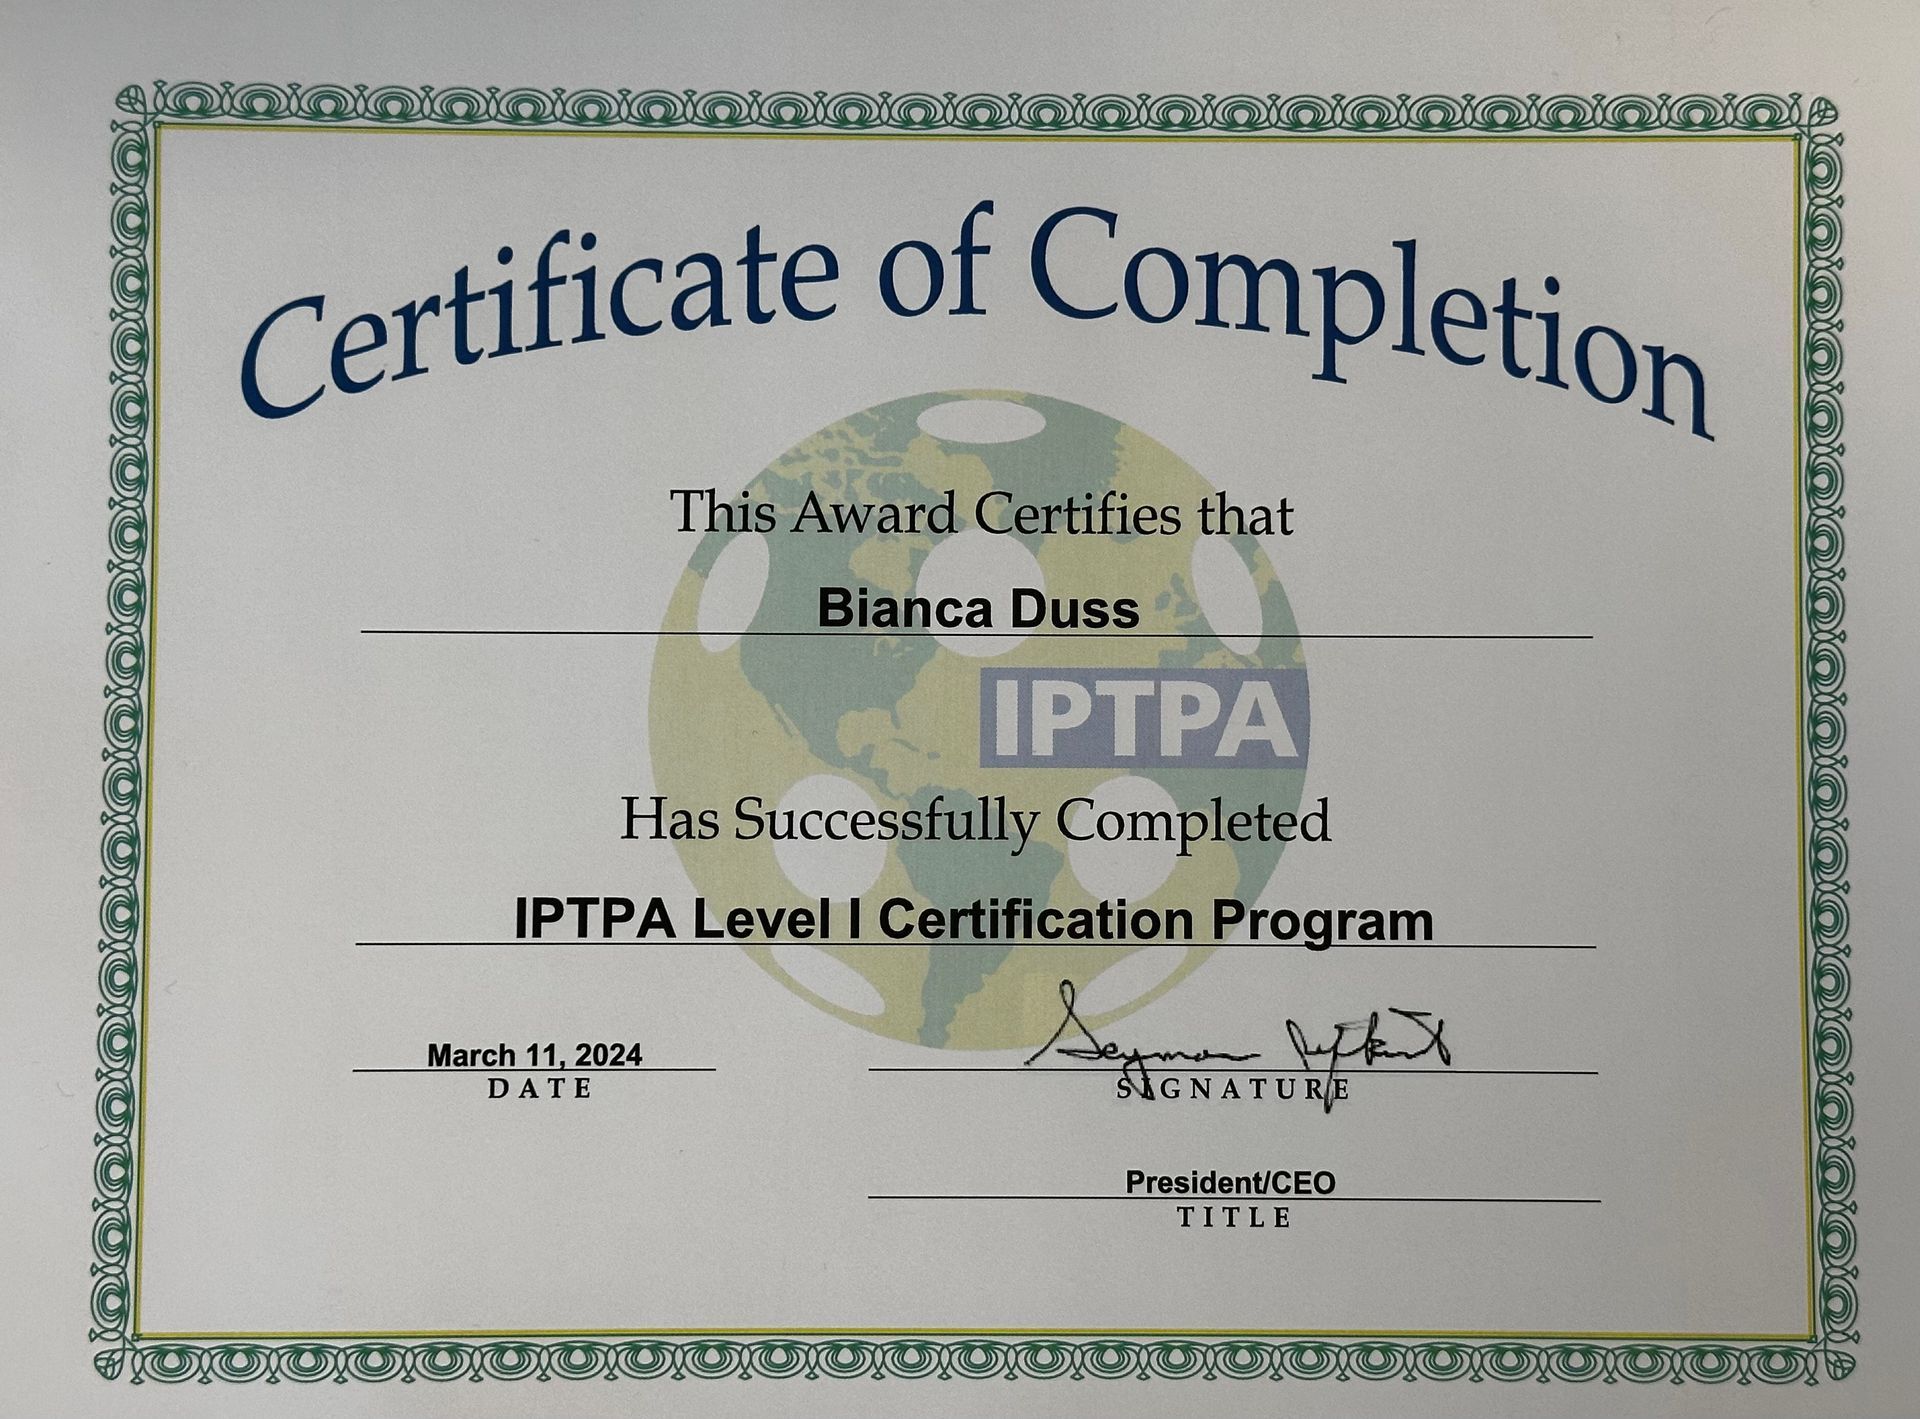 Certificate of Completion
This Award Certifies that
Bianca Duss
IPTPA
Has Successfully Completed
IPTPA Level I Certification Program
March 11, 2024
DATE
Seymour
SIGNATURE
President/CEO
TITLE